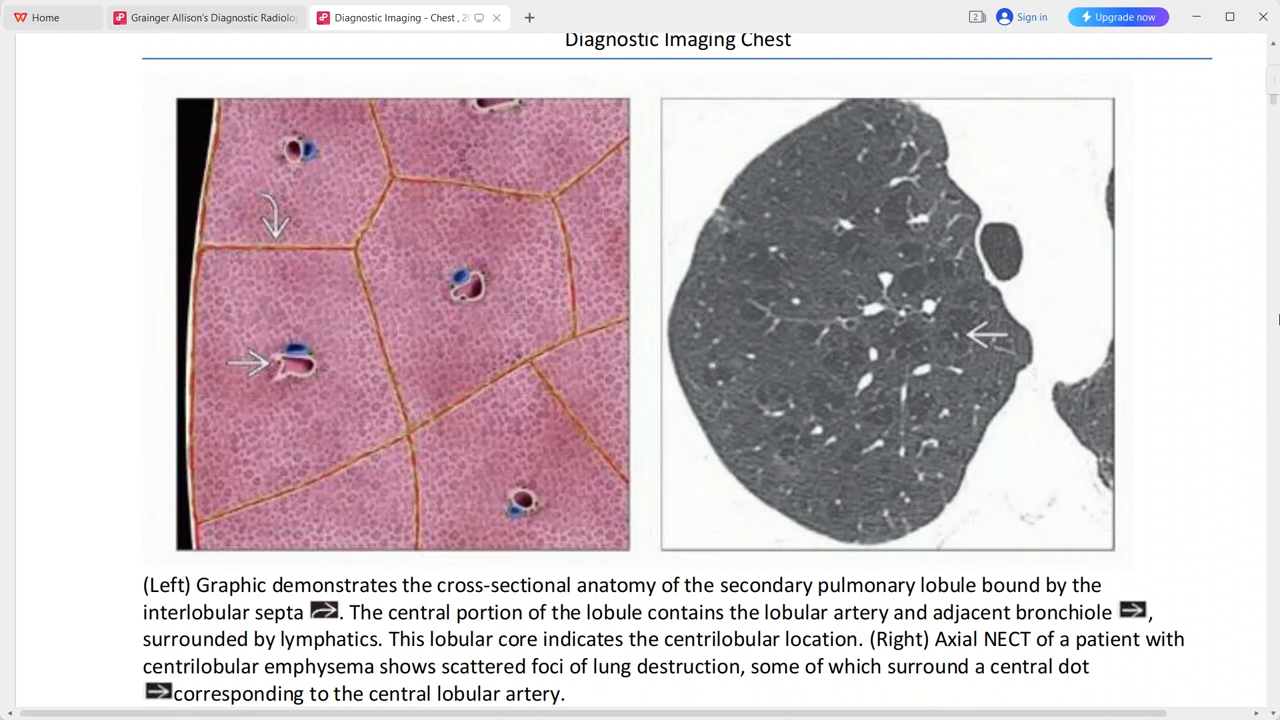 Home
Grainger Allison's Diagnostic Radiolo
Diagnostic Imaging - Chest , 2
2
Sign in
Upgrade now
Diagnostic Imaging Chest
(Left) Graphic demonstrates the cross-sectional anatomy of the secondary pulmonary lobule bound by the
interlobular septa . The central portion of the lobule contains the lobular artery and adjacent bronchiole ,
surrounded by lymphatics. This lobular core indicates the centrilobular location. (Right) Axial NECT of a patient with
centrilobular emphysema shows scattered foci of lung destruction, some of which surround a central dot
corresponding to the central lobular artery.